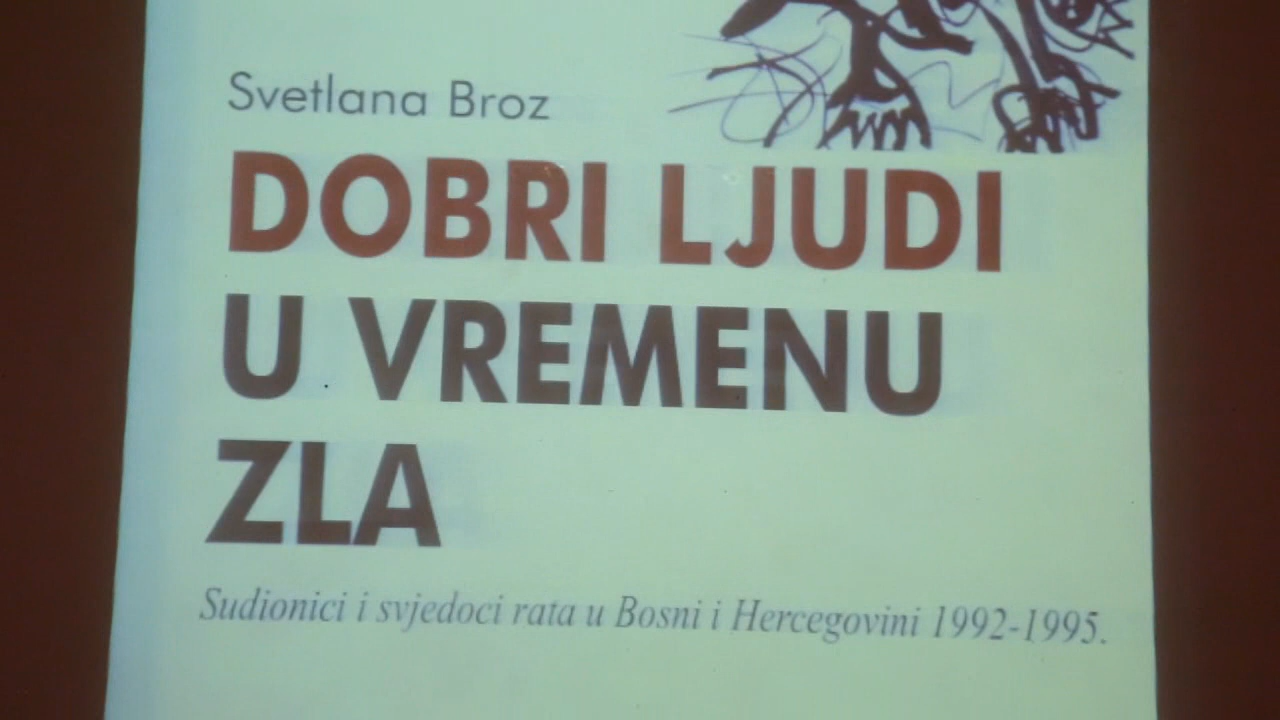 Svetlana Broz
DOBRI LJUDI
U VREMENU
ZLA
Sudionici i svjedoci rata u Bosni i Hercegovini 1992-1995.